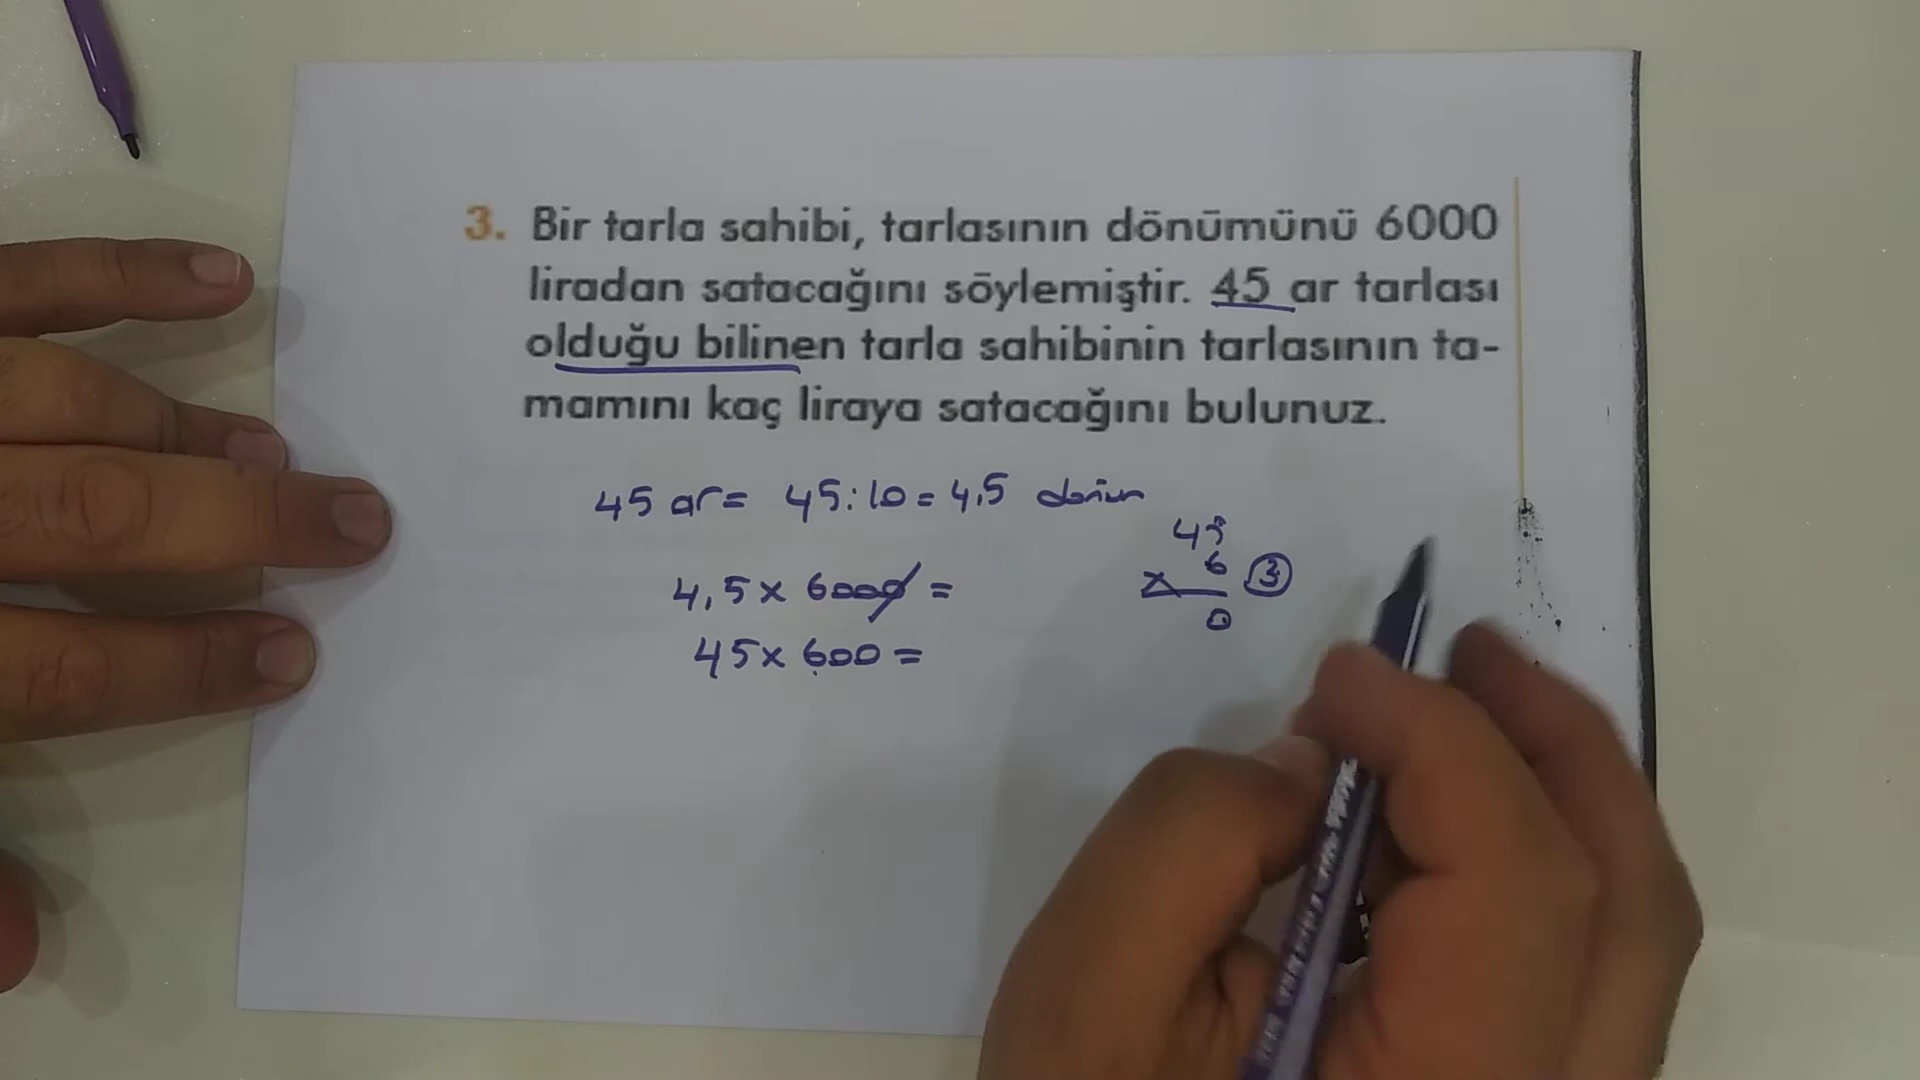 3. Bir tarla sahibi, tarlasının dönümünü 6000
liradan satacağını söylemiştir. 45 ar tarlası
olduğu bilinen tarla sahibinin tarlasının ta-
mamını kaç liraya satacağını bulunuz.
45 ar = 45:10 = 4,5 dönüm
4,5 x 6000 =
45 x 600 =
45
x 6 3
0